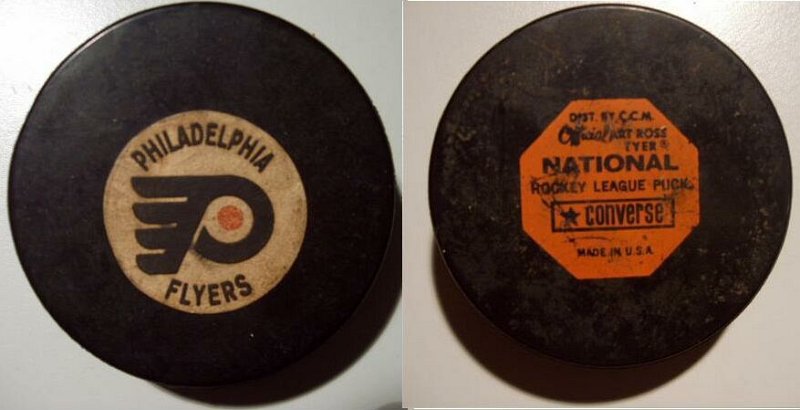 PHILADELPHIA
FLYERS
DIST. BY C.C.M.
Official ART ROSS
TYER®
NATIONAL
HOCKEY LEAGUE PUCK
★ converse
MADE IN U.S.A.